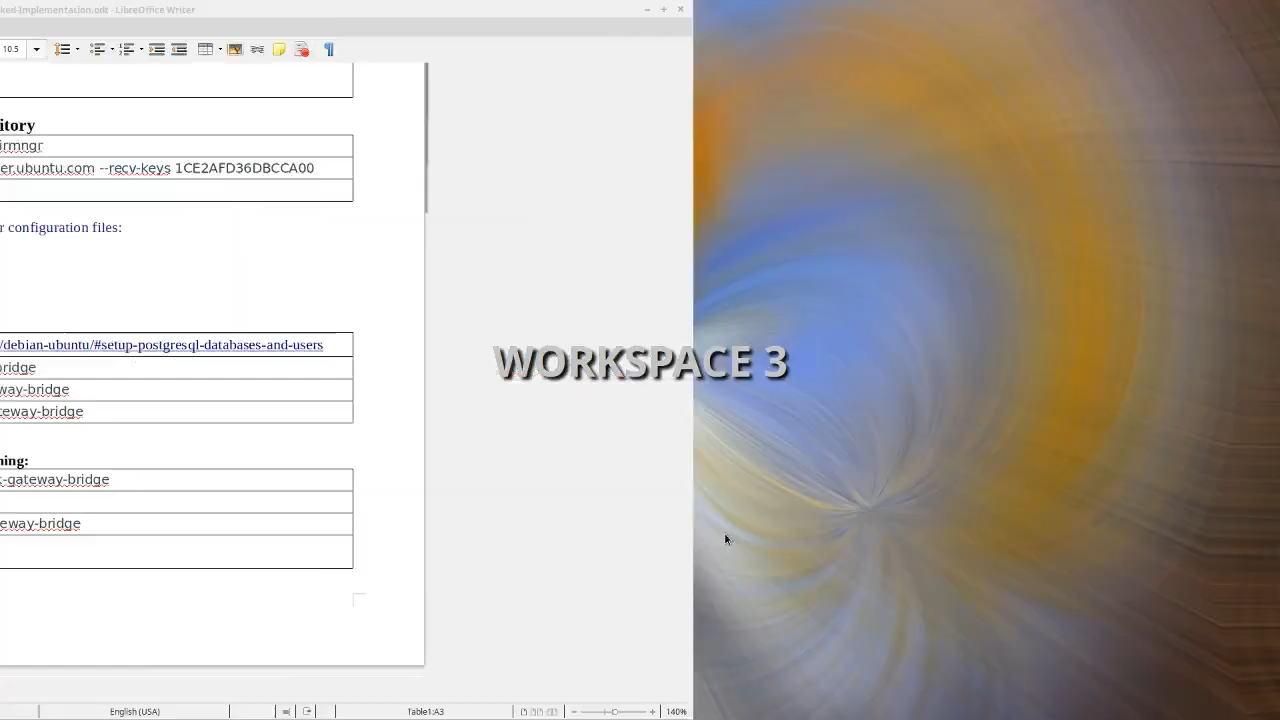 ked-Implementacion.odt - LibreOffice Writer
10.5
itory
irmngr
er.ubuntu.com --recv-keys 1CE2AFD36DBCCA00
r configuration files:
/debian-ubuntu/#setup-postgresql-databases-and-users
bridge
way-bridge
teway-bridge
WORKSPACE 3
ning:
-gateway-bridge
eway-bridge
English (USA)
Table1:A3
140%